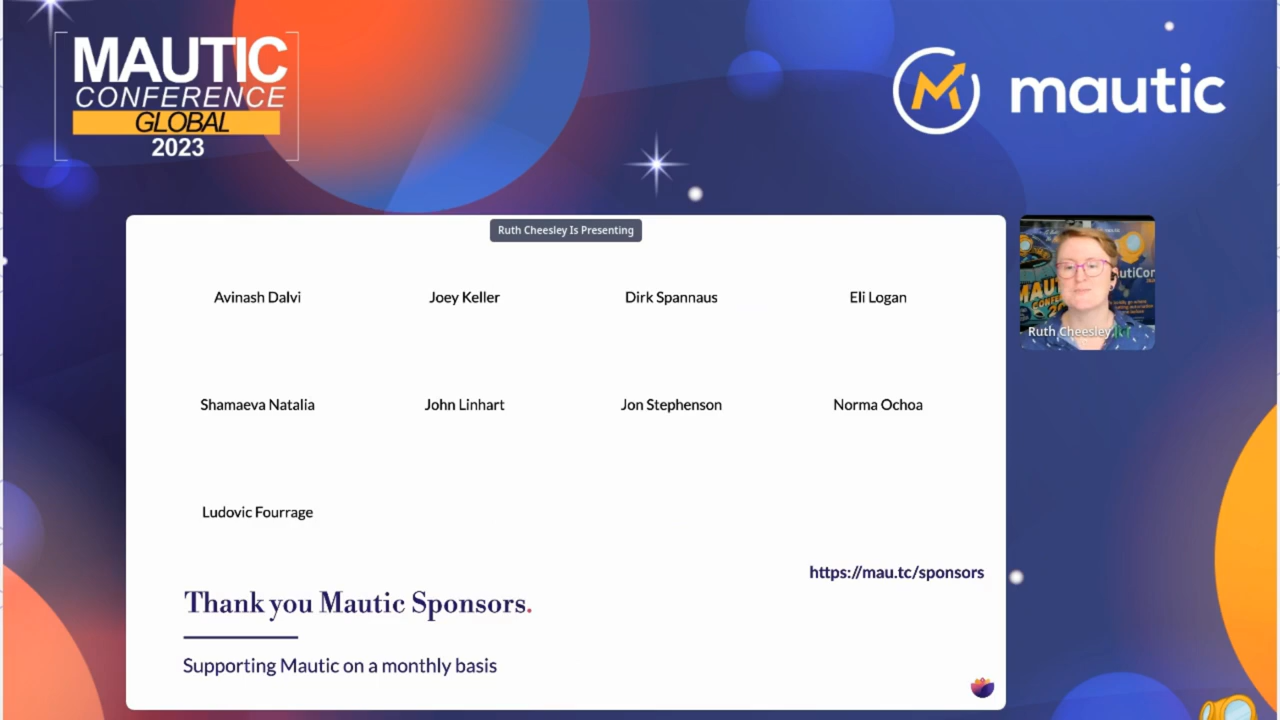 MAUTIC
CONFERENCE
GLOBAL
2023
mautic
Ruth Cheesley Is Presenting
Avinash Dalvi
Joey Keller
Dirk Spannaus
Eli Logan
Shamaeva Natalia
John Linhart
Jon Stephenson
Norma Ochoa
Ludovic Fourrage
https://mau.tc/sponsors
Thank you Mautic Sponsors.
Supporting Mautic on a monthly basis
Ruth Cheesley